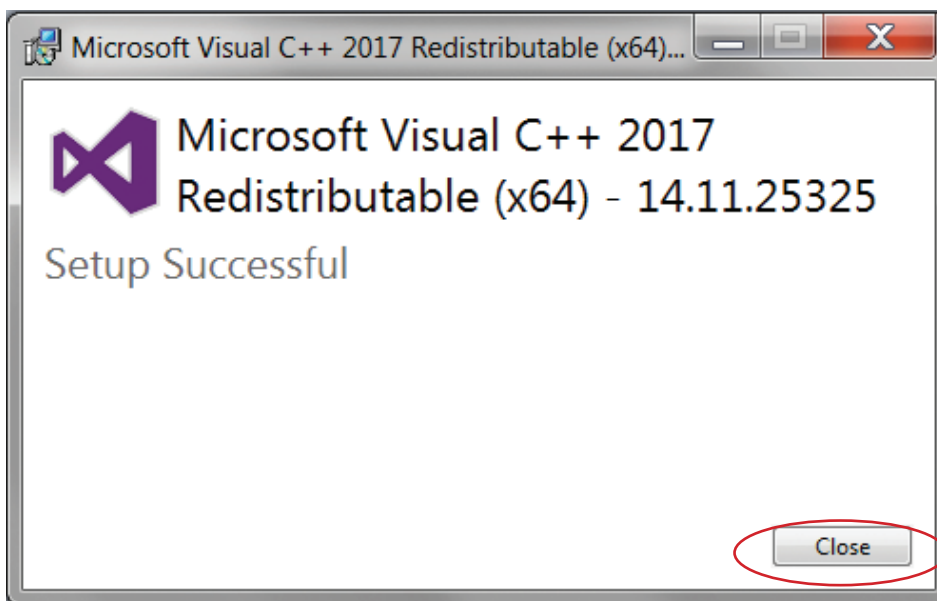 Microsoft Visual C++ 2017 Redistributable (x64)...
Microsoft Visual C++ 2017
Redistributable (x64) - 14.11.25325
Setup Successful
Close